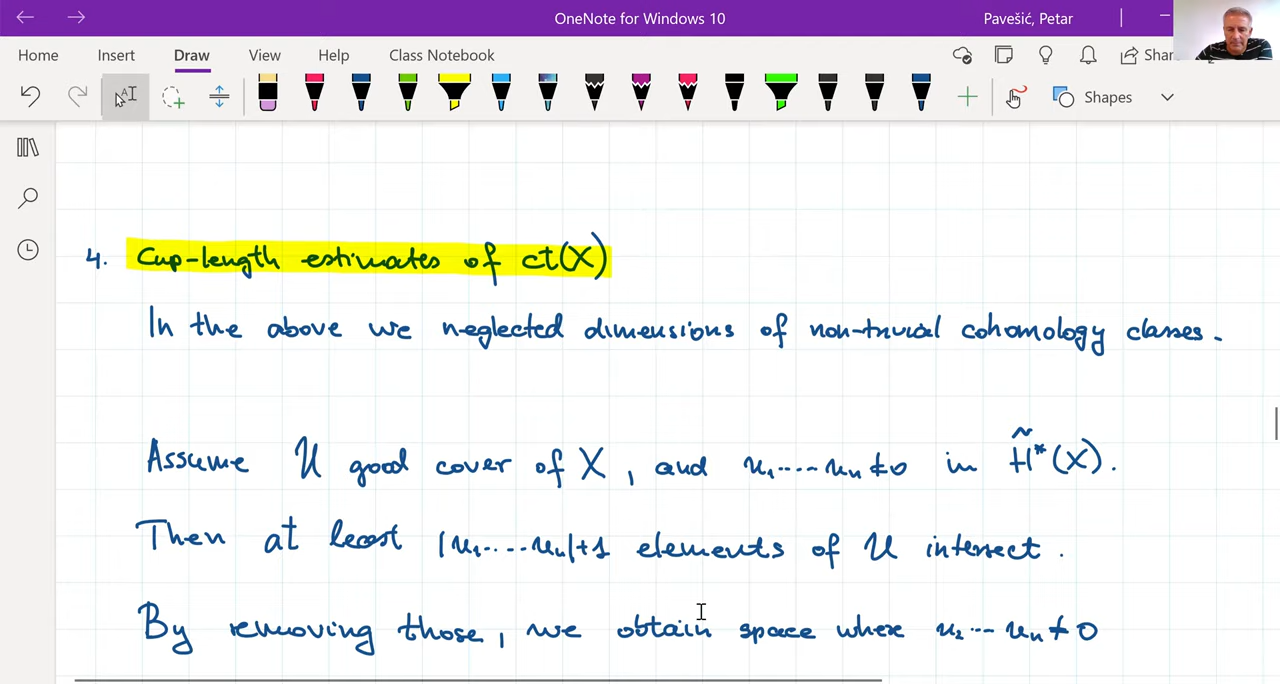 OneNote for Windows 10
Pavešić, Petar
Home Insert Draw View Help Class Notebook
Shar
Shapes
4. Cup-length estimates of ct(X)
In the above we neglected dimensions of non-trivial cohomology classes.
Assume U good cover of X, and u₁⋯uₙ≠0 in H̃*(X).
Then at least |u₁⋯uₙ|+1 elements of U intersect.
By removing those, we obtain space where u₂⋯uₙ≠0